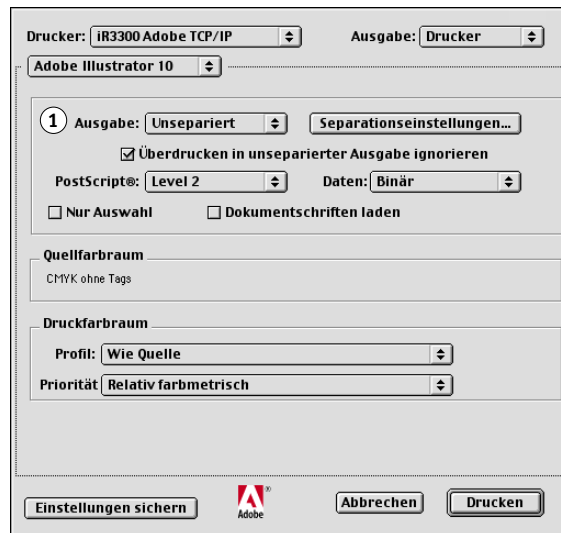 Drucker: iR3300 Adobe TCP/IP Ausgabe: Drucker
Adobe Illustrator 10
1 Ausgabe: Unsepariert Separationseinstellungen...
Überdrucken in unseparierter Ausgabe ignorieren
PostScript®: Level 2 Daten: Binär
Nur Auswahl Dokumentschriften laden
Quellfarbraum
CMYK ohne Tags
Druckfarbraum
Profil: Wie Quelle
Priorität Relativ farbmetrisch
Einstellungen sichern Adobe® Abbrechen Drucken